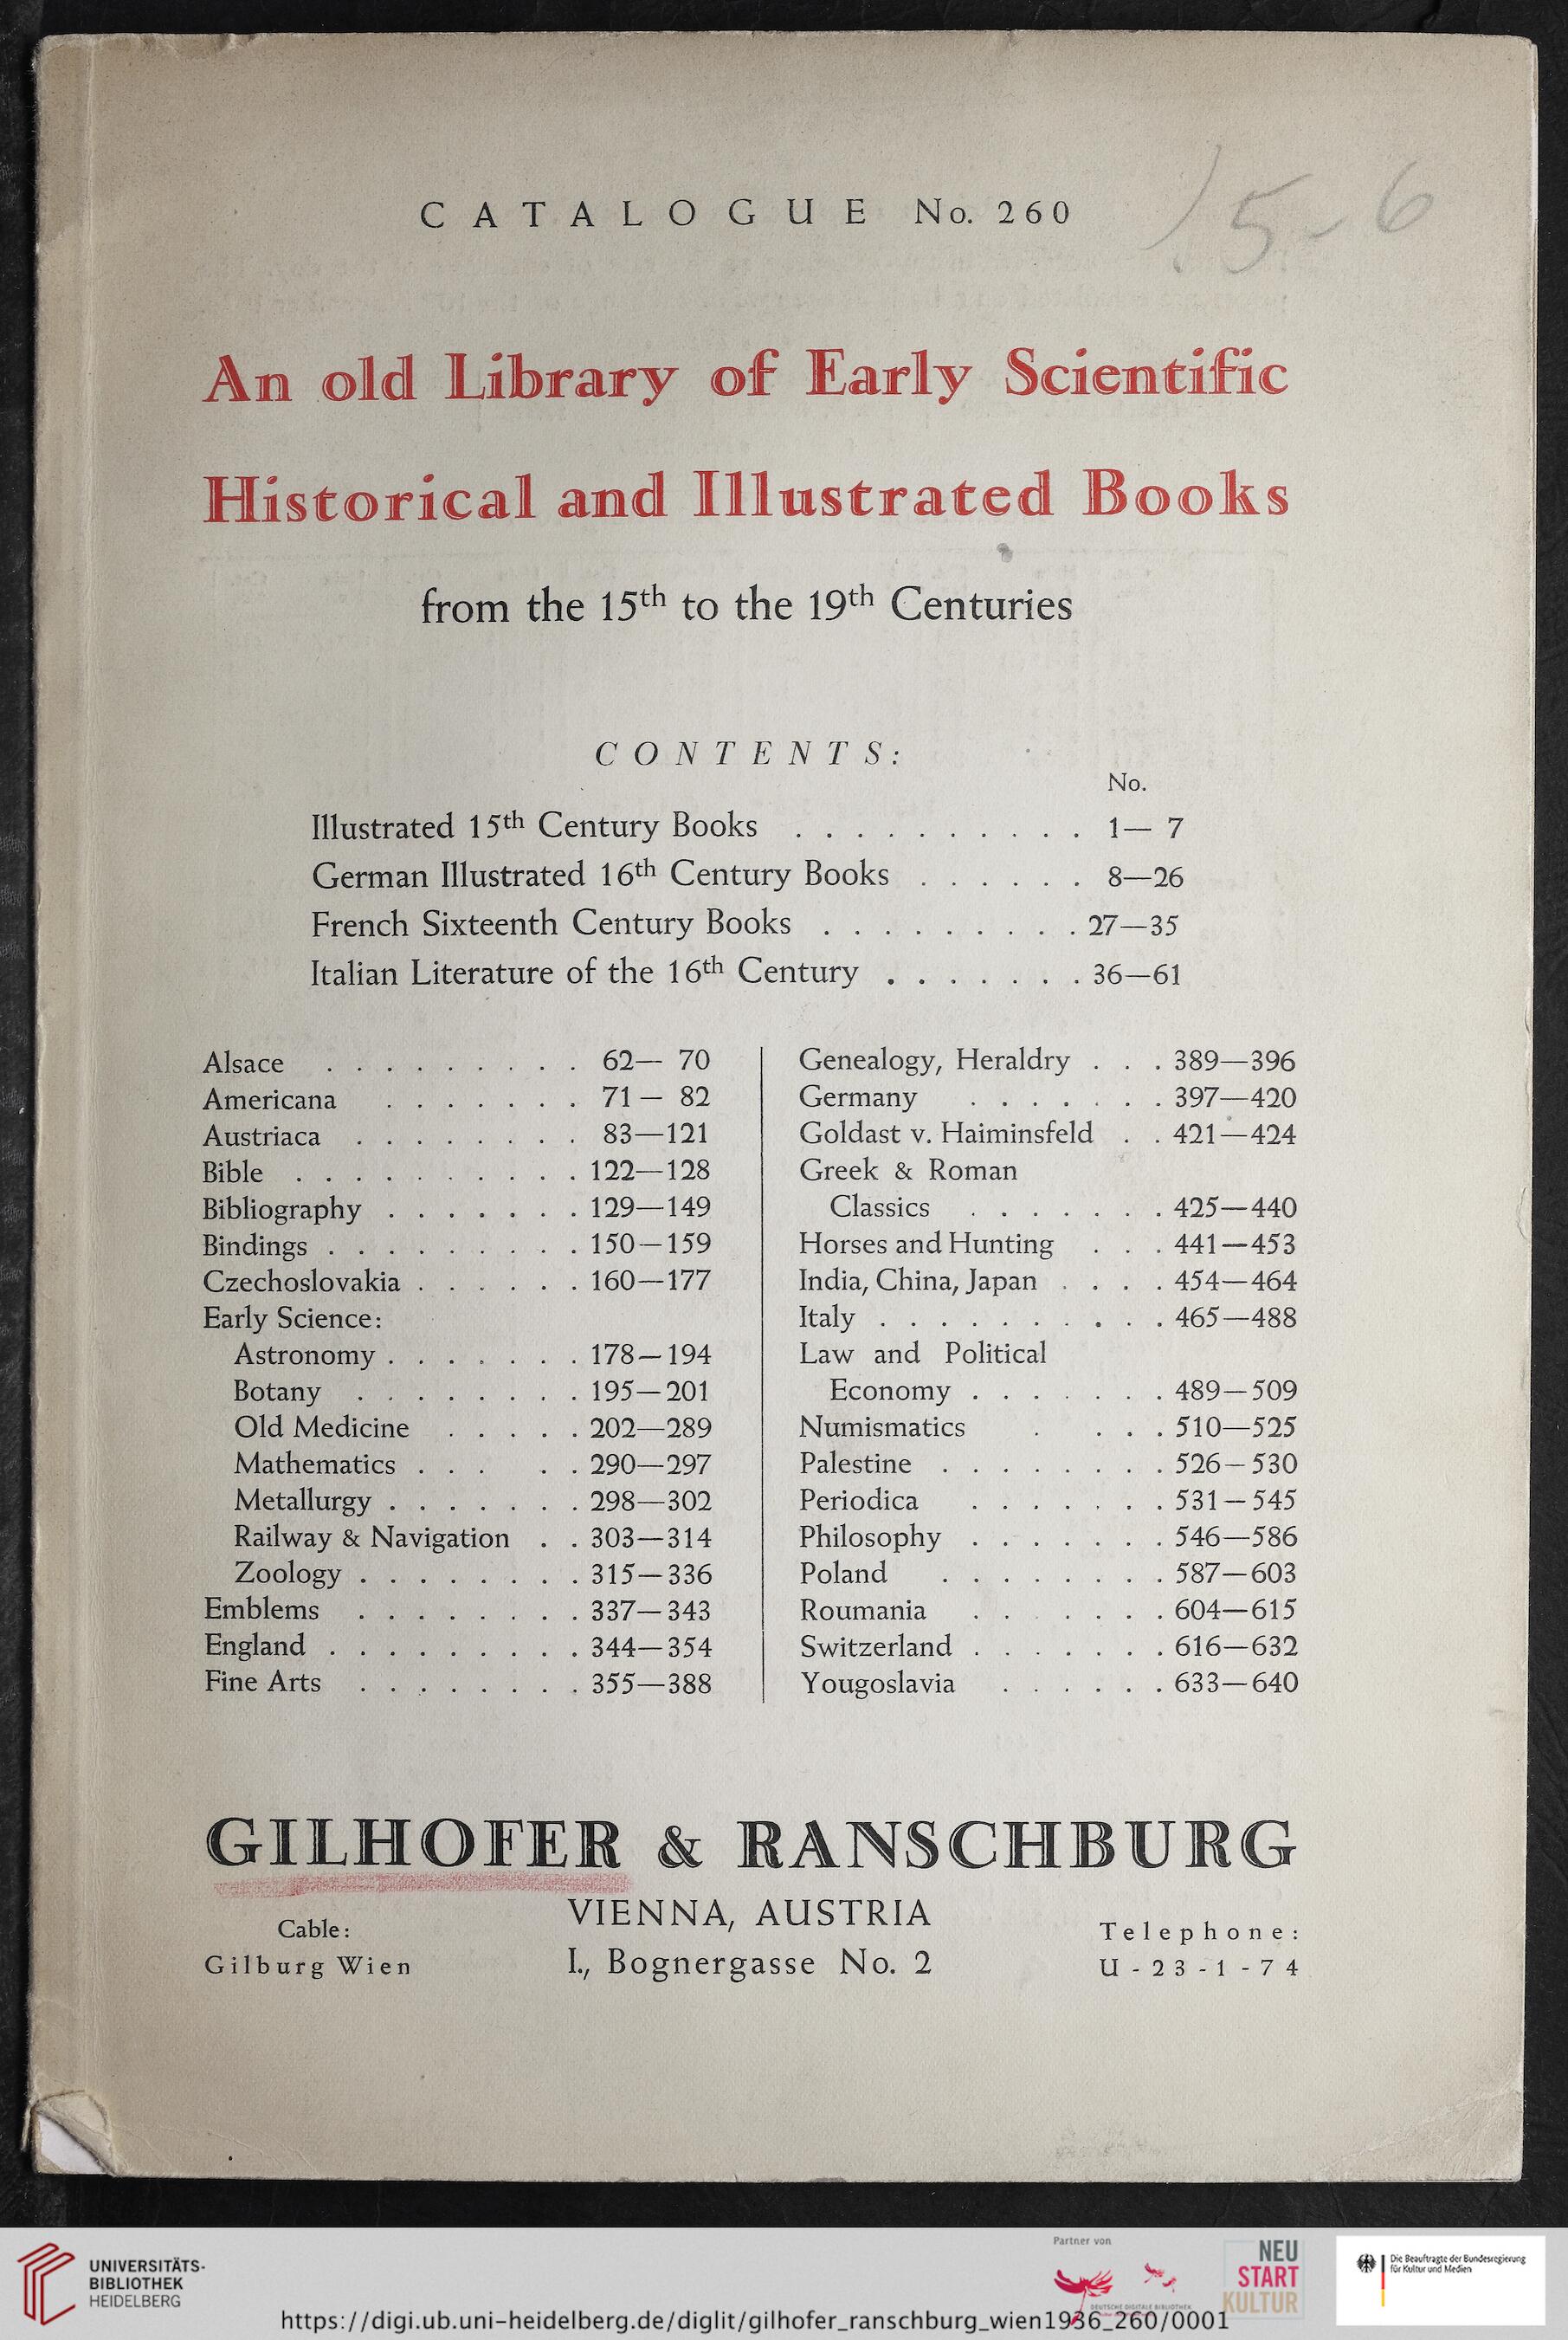 CATALOGUE No. 260
15-6
An old Library of Early Scientific
Historical and Illustrated Books
from the 15th to the 19th Centuries
CONTENTS:
No.
Illustrated 15th Century Books . . . . . . . . . . 1— 7
German Illustrated 16th Century Books . . . . . . 8—26
French Sixteenth Century Books . . . . . . . . . 27—35
Italian Literature of the 16th Century . . . . . . . 36—61
Alsace . . . . . . . . . 62— 70
Americana . . . . . . . 71— 82
Austriaca . . . . . . . . 83—121
Bible . . . . . . . . . . 122—128
Bibliography . . . . . . . 129—149
Bindings . . . . . . . . . 150—159
Czechoslovakia . . . . . . 160—177
Early Science:
Astronomy . . . . . . . 178—194
Botany . . . . . . . . 195—201
Old Medicine . . . . . 202—289
Mathematics . . . . . 290—297
Metallurgy . . . . . . . 298—302
Railway & Navigation . . 303—314
Zoology . . . . . . . . 315—336
Emblems . . . . . . . . 337—343
England . . . . . . . . . 344—354
Fine Arts . . . . . . . . 355—388
Genealogy, Heraldry . . . 389—396
Germany . . . . . . . 397—420
Goldast v. Haiminsfeld . . 421—424
Greek & Roman
Classics . . . . . . . 425—440
Horses and Hunting . . . 441—453
India, China, Japan . . . . 454—464
Italy . . . . . . . . . . 465—488
Law and Political
Economy . . . . . . . 489—509
Numismatics . . . . 510—525
Palestine . . . . . . . . 526—530
Periodica . . . . . . . 531—545
Philosophy . . . . . . . 546—586
Poland . . . . . . . . 587—603
Roumania . . . . . . . 604—615
Switzerland . . . . . . . 616—632
Yougoslavia . . . . . . 633—640
GILHOFER & RANSCHBURG
VIENNA, AUSTRIA
I., Bognergasse No. 2
Cable:
Gilburg Wien
Telephone:
U-23-1-74
UNIVERSITÄTS-
BIBLIOTHEK
HEIDELBERG
https://digi.ub.uni-heidelberg.de/diglit/gilhofer_ranschburg_wien1936_260/0001
Partner von
DEUTSCHE DIGITALE BIBLIOTHEK
NEU
START
KULTUR
Die Beauftragte der Bundesregierung
für Kultur und Medien